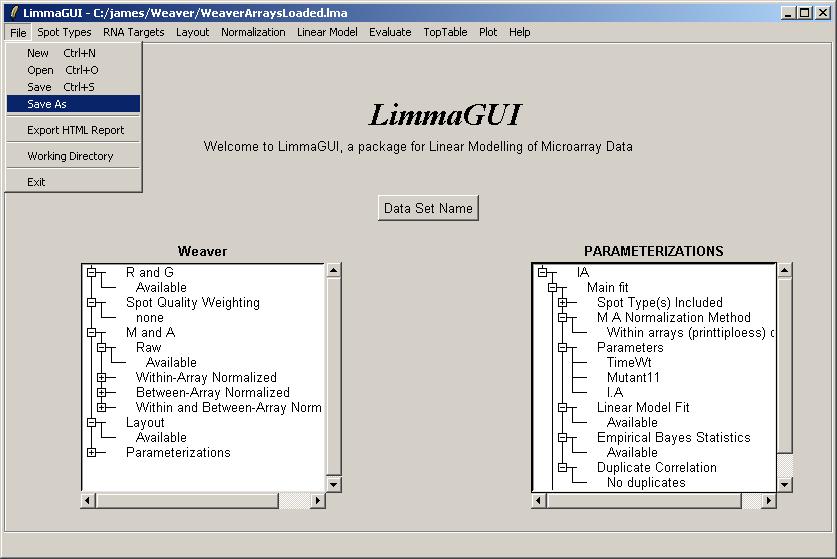 LimmaGUI - C:/james/Weaver/WeaverArraysLoaded.lma
File Spot Types RNA Targets Layout Normalization Linear Model Evaluate TopTable Plot Help
New Ctrl+N
Open Ctrl+O
Save Ctrl+S
Save As
Export HTML Report
Working Directory
Exit
LimmaGUI
Welcome to LimmaGUI, a package for Linear Modelling of Microarray Data
Data Set Name
Weaver
R and G
Available
Spot Quality Weighting
none
M and A
Raw
Available
Within-Array Normalized
Between-Array Normalized
Within and Between-Array Norm
Layout
Available
Parameterizations
PARAMETERIZATIONS
IA
Main fit
Spot Type(s) Included
M A Normalization Method
Within arrays (printtiploess)
Parameters
TimeWt
Mutant11
I.A
Linear Model Fit
Available
Empirical Bayes Statistics
Available
Duplicate Correlation
No duplicates